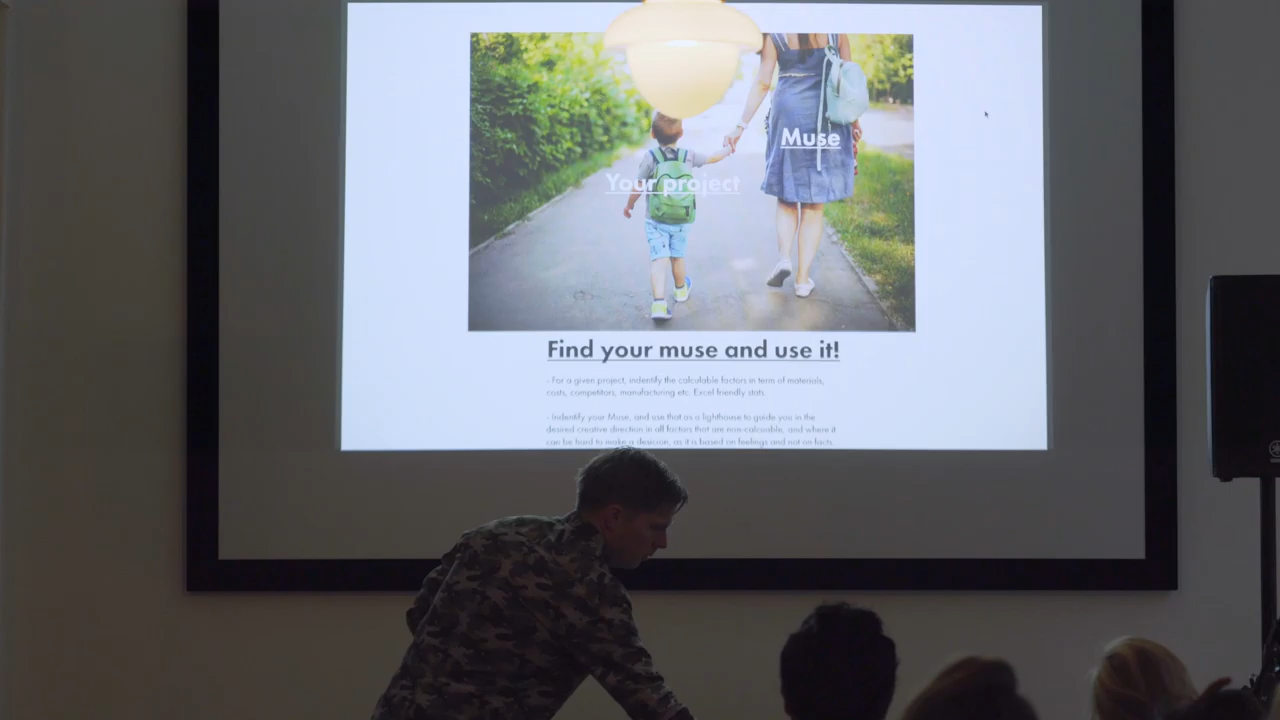 Muse
Your project
Find your muse and use it!
- For a given project, indentify the calculable factors in term of materials,
costs, competitors, manufacturing etc. Excel friendly stats.
- Indentify your Muse, and use that as a lighthouse to guide you in the
desired creative direction in all factors that are non-calcuable, and where it
can be hard to make a desicion, as it is based on feelings and not on facts.